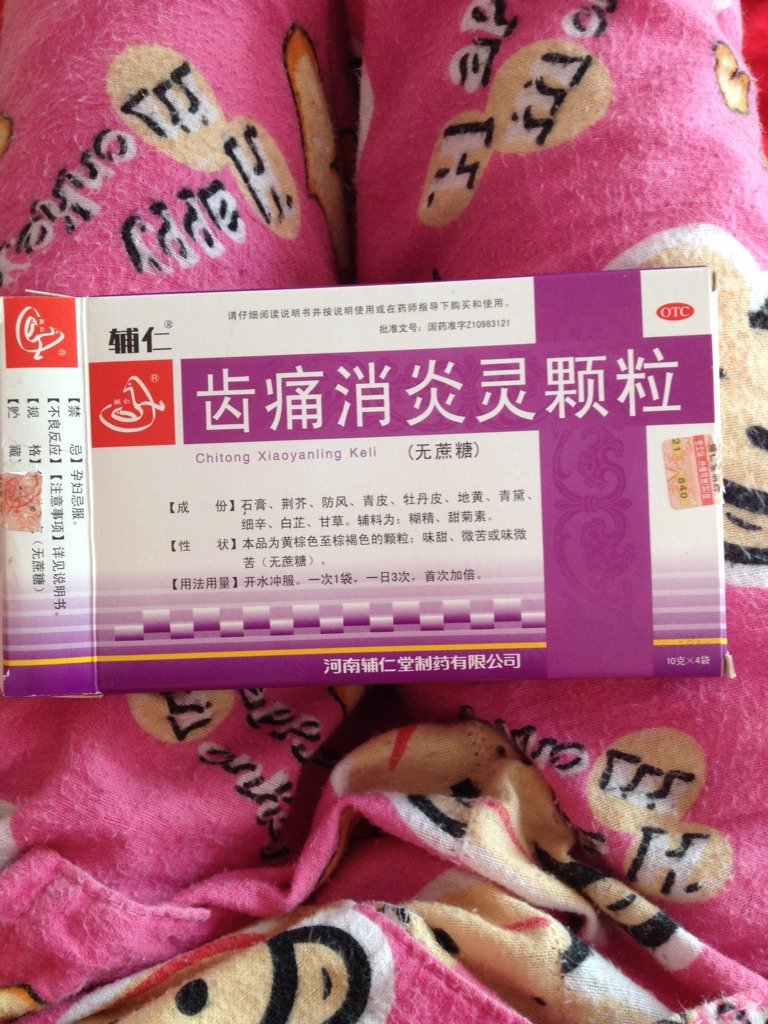 请仔细阅读说明书并按说明使用或在药师指导下购买和使用。
批准文号：国药准字Z10983121
OTC
辅仁®
齿痛消炎灵颗粒
Chitong Xiaoyanling Keli
（无蔗糖）
【成 份】石膏、荆芥、防风、青皮、牡丹皮、地黄、青黛、
细辛、白芷、甘草。辅料为：糊精、甜菊素。
【性 状】本品为黄棕色至棕褐色的颗粒；味甜、微苦或味微
苦（无蔗糖）。
【用法用量】开水冲服。一次1袋，一日3次，首次加倍。
河南辅仁堂制药有限公司
10克×4袋
【禁 忌】孕妇忌服。
【不良反应】【注意事项】详见说明书。
【规 格】
（无蔗糖）
【贮 藏】
21 840
Happy